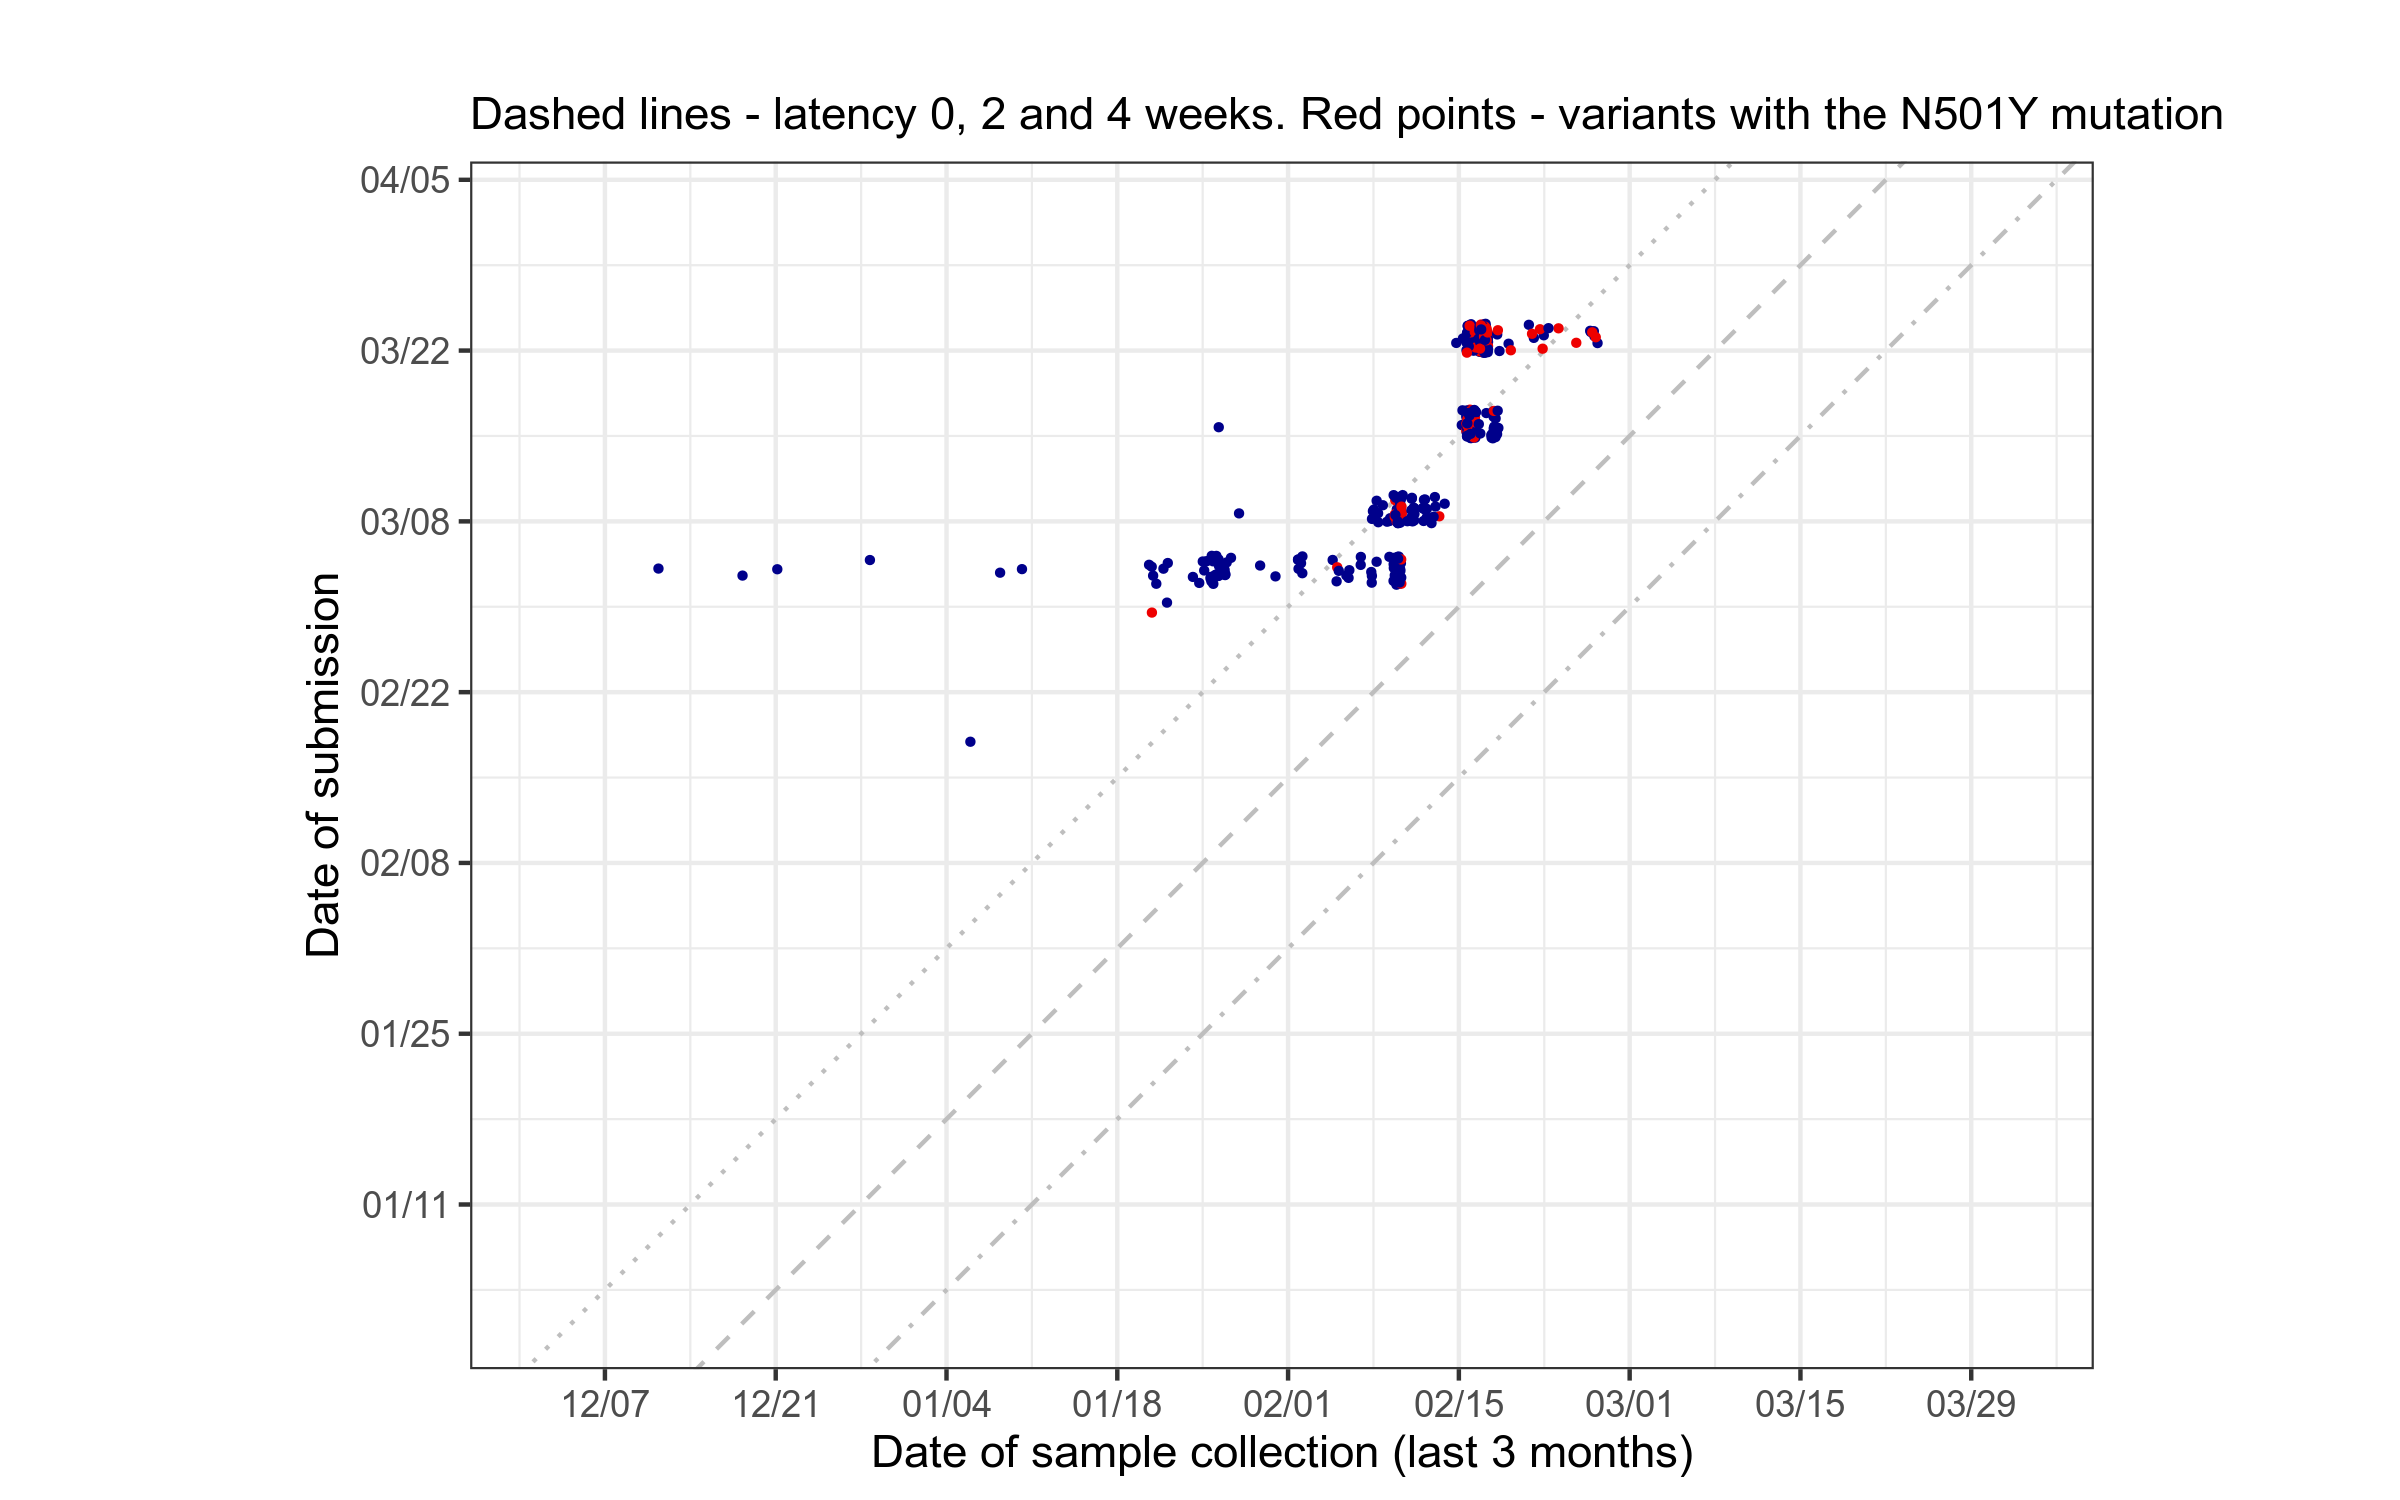 Dashed lines - latency 0, 2 and 4 weeks. Red points - variants with the N501Y mutation
04/05
03/22
03/08
02/22
02/08
01/25
01/11
Date of submission
12/07 12/21 01/04 01/18 02/01 02/15 03/01 03/15 03/29
Date of sample collection (last 3 months)